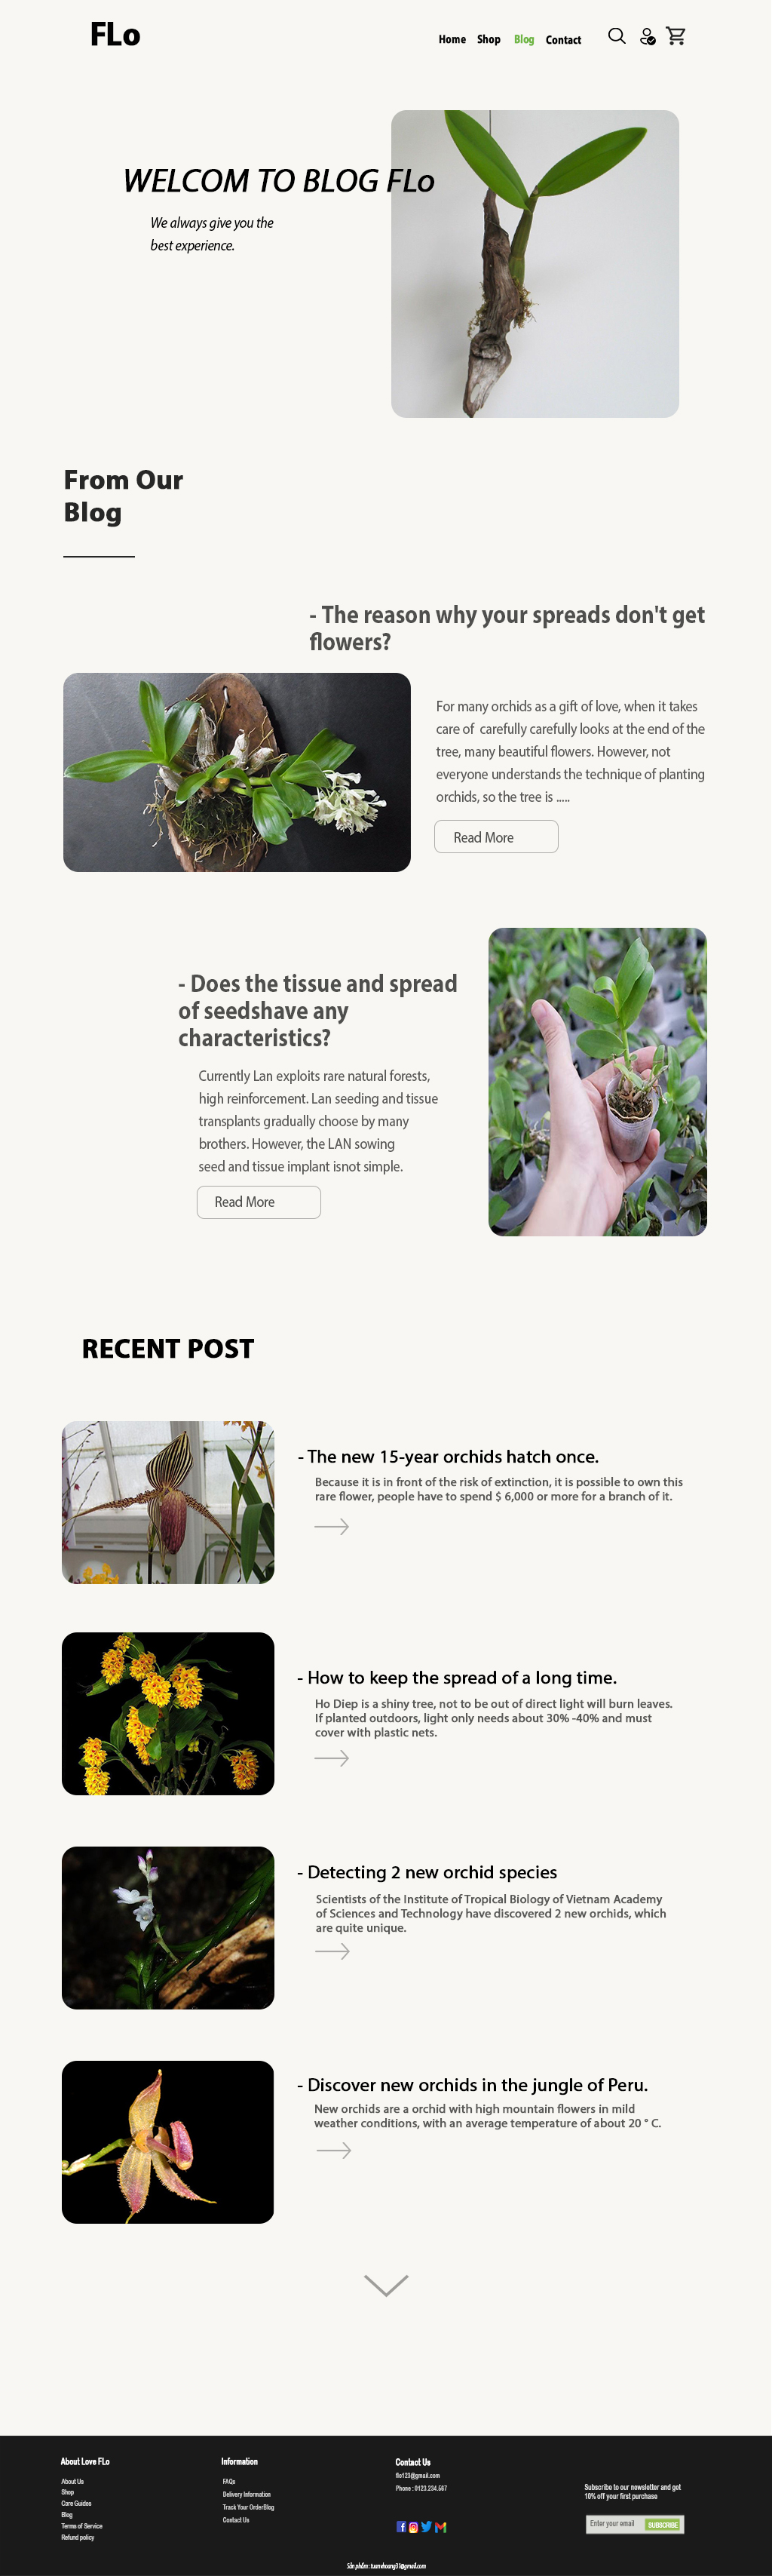 FLo
Home Shop Blog Contact
WELCOM TO BLOG FLo
We always give you the
best experience.
From Our
Blog
- The reason why your spreads don't get
flowers?
For many orchids as a gift of love, when it takes
care of carefully carefully looks at the end of the
tree, many beautiful flowers. However, not
everyone understands the technique of planting
orchids, so the tree is .....
Read More
- Does the tissue and spread
of seedshave any
characteristics?
Currently Lan exploits rare natural forests,
high reinforcement. Lan seeding and tissue
transplants gradually choose by many
brothers. However, the LAN sowing
seed and tissue implant isnot simple.
Read More
RECENT POST
- The new 15-year orchids hatch once.
Because it is in front of the risk of extinction, it is possible to own this
rare flower, people have to spend $ 6,000 or more for a branch of it.
- How to keep the spread of a long time.
Ho Diep is a shiny tree, not to be out of direct light will burn leaves.
If planted outdoors, light only needs about 30% -40% and must
cover with plastic nets.
- Detecting 2 new orchid species
Scientists of the Institute of Tropical Biology of Vietnam Academy
of Sciences and Technology have discovered 2 new orchids, which
are quite unique.
- Discover new orchids in the jungle of Peru.
New orchids are a orchid with high mountain flowers in mild
weather conditions, with an average temperature of about 20 ° C.
About Love FLo
About Us
Shop
Care Guides
Blog
Terms of Service
Refund policy
Information
FAQs
Delivery Information
Track Your OrderBlog
Contact Us
Contact Us
flo123@gmail.com
Phone : 0123.234.567
Subscribe to our newsletter and get
10% off your first purchase
Enter your email SUBSCRIBE
Sản phẩm : tuanvhoang31@gmail.com